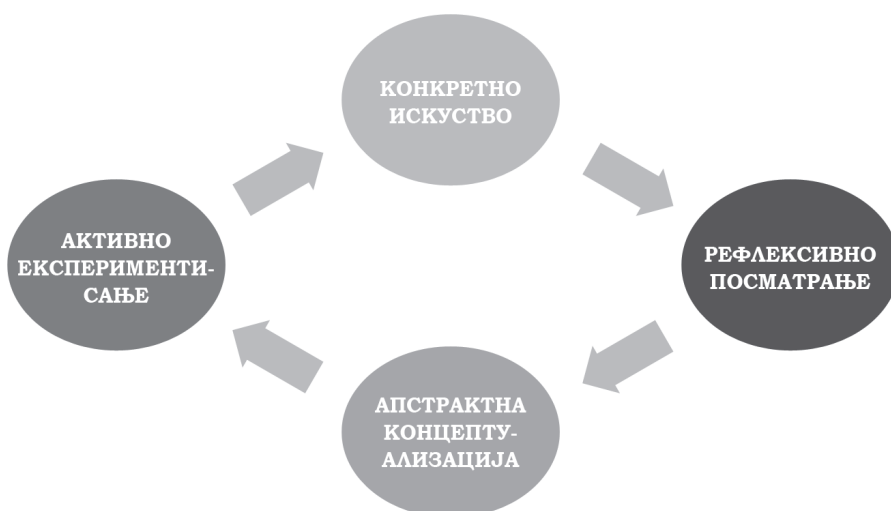 КОНКРЕТНО
ИСКУСТВО
РЕФЛЕКСИВНО
ПОСМАТРАЊЕ
АПСТРАКТНА
КОНЦЕПТУ-
АЛИЗАЦИЈА
АКТИВНО
ЕКСПЕРИМЕНТИ-
САЊЕ